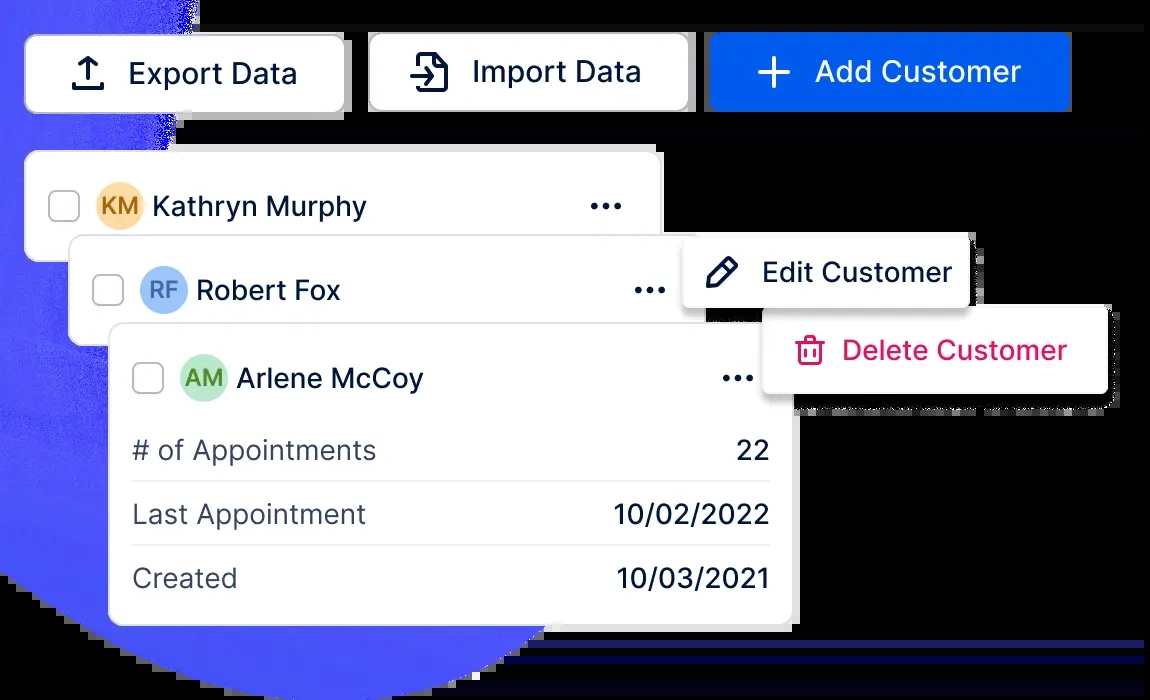 Export Data
Import Data
Add Customer
KM Kathryn Murphy
RF Robert Fox
Edit Customer
Delete Customer
AM Arlene McCoy
# of Appointments 22
Last Appointment 10/02/2022
Created 10/03/2021